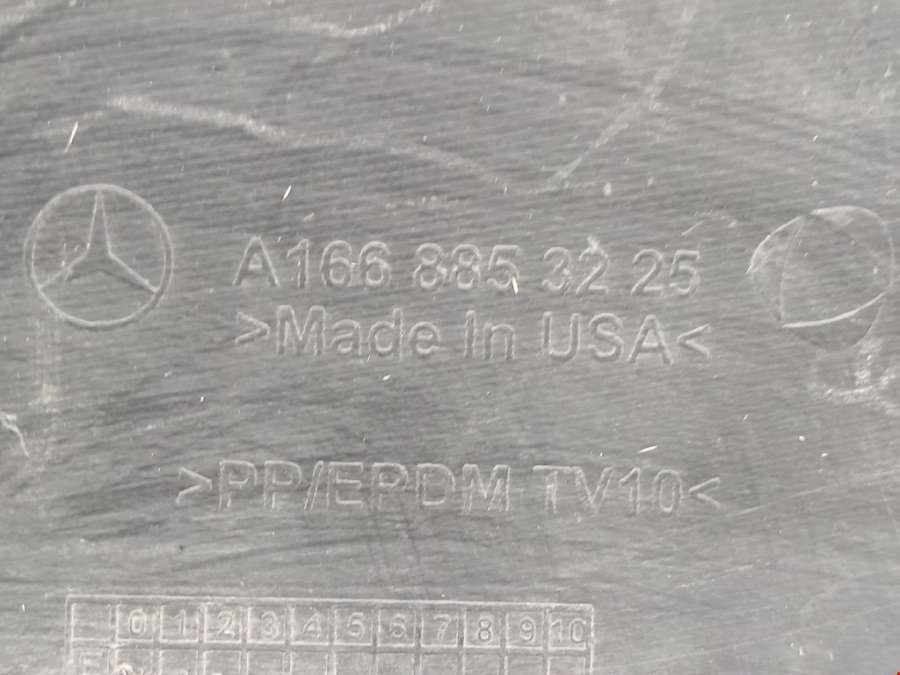 A166 885 32 25
>Made In USA<
>PP/EPDM TV10<
0 1 2 3 4 5 6 7 8 9 10